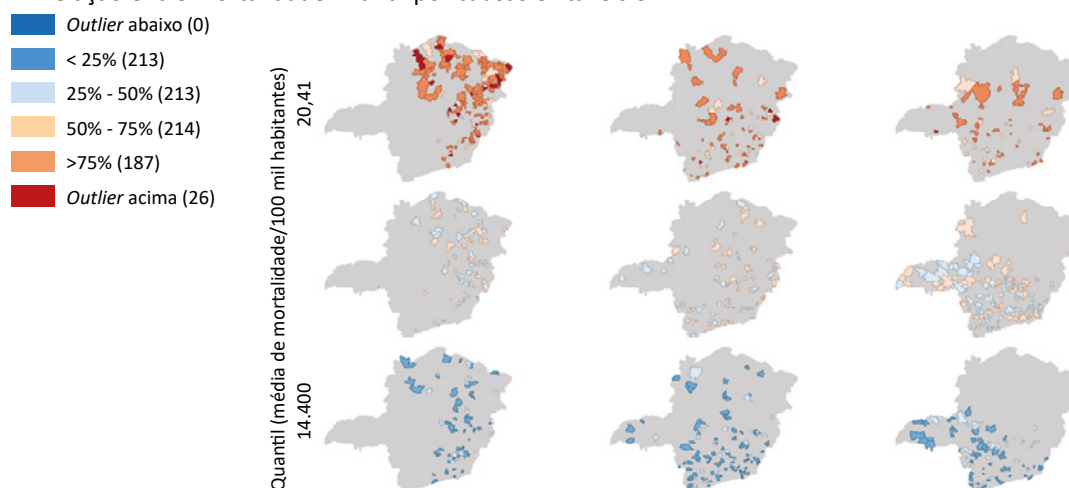 Outlier abaixo (0)
< 25% (213)
25% - 50% (213)
50% - 75% (214)
>75% (187)
Outlier acima (26)
Quantil (média de mortalidade/100 mil habitantes)
14.400
20,41